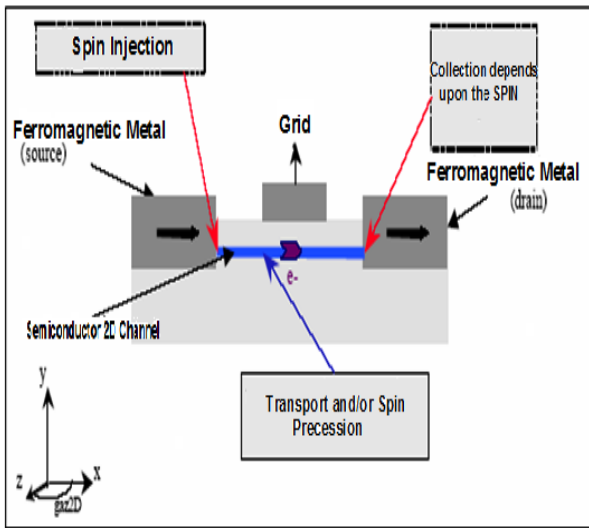 Spin Injection
Collection depends
upon the SPIN
Ferromagnetic Metal
(source)
Grid
Ferromagnetic Metal
(drain)
e-
Semiconductor 2D Channel
Transport and/or Spin
Precession
y
z
x
gaz2D